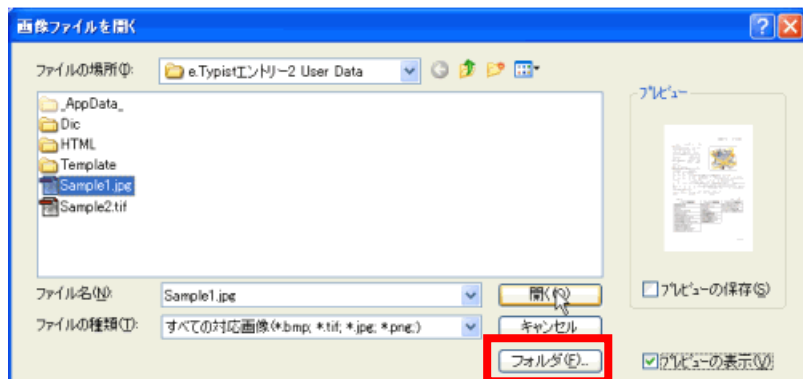 画像ファイルを開く
ファイルの場所(I):
e.Typistエントリー2 User Data
プレビュー
_AppData_
Dic
HTML
Template
Sample1.jpg
Sample2.tif
ファイル名(N):
Sample1.jpg
開く(O)
プレビューの保存(S)
ファイルの種類(T):
すべての対応画像(*.bmp; *.tif; *.jpg; *.png;)
キャンセル
フォルダ(F)...
プレビューの表示(V)